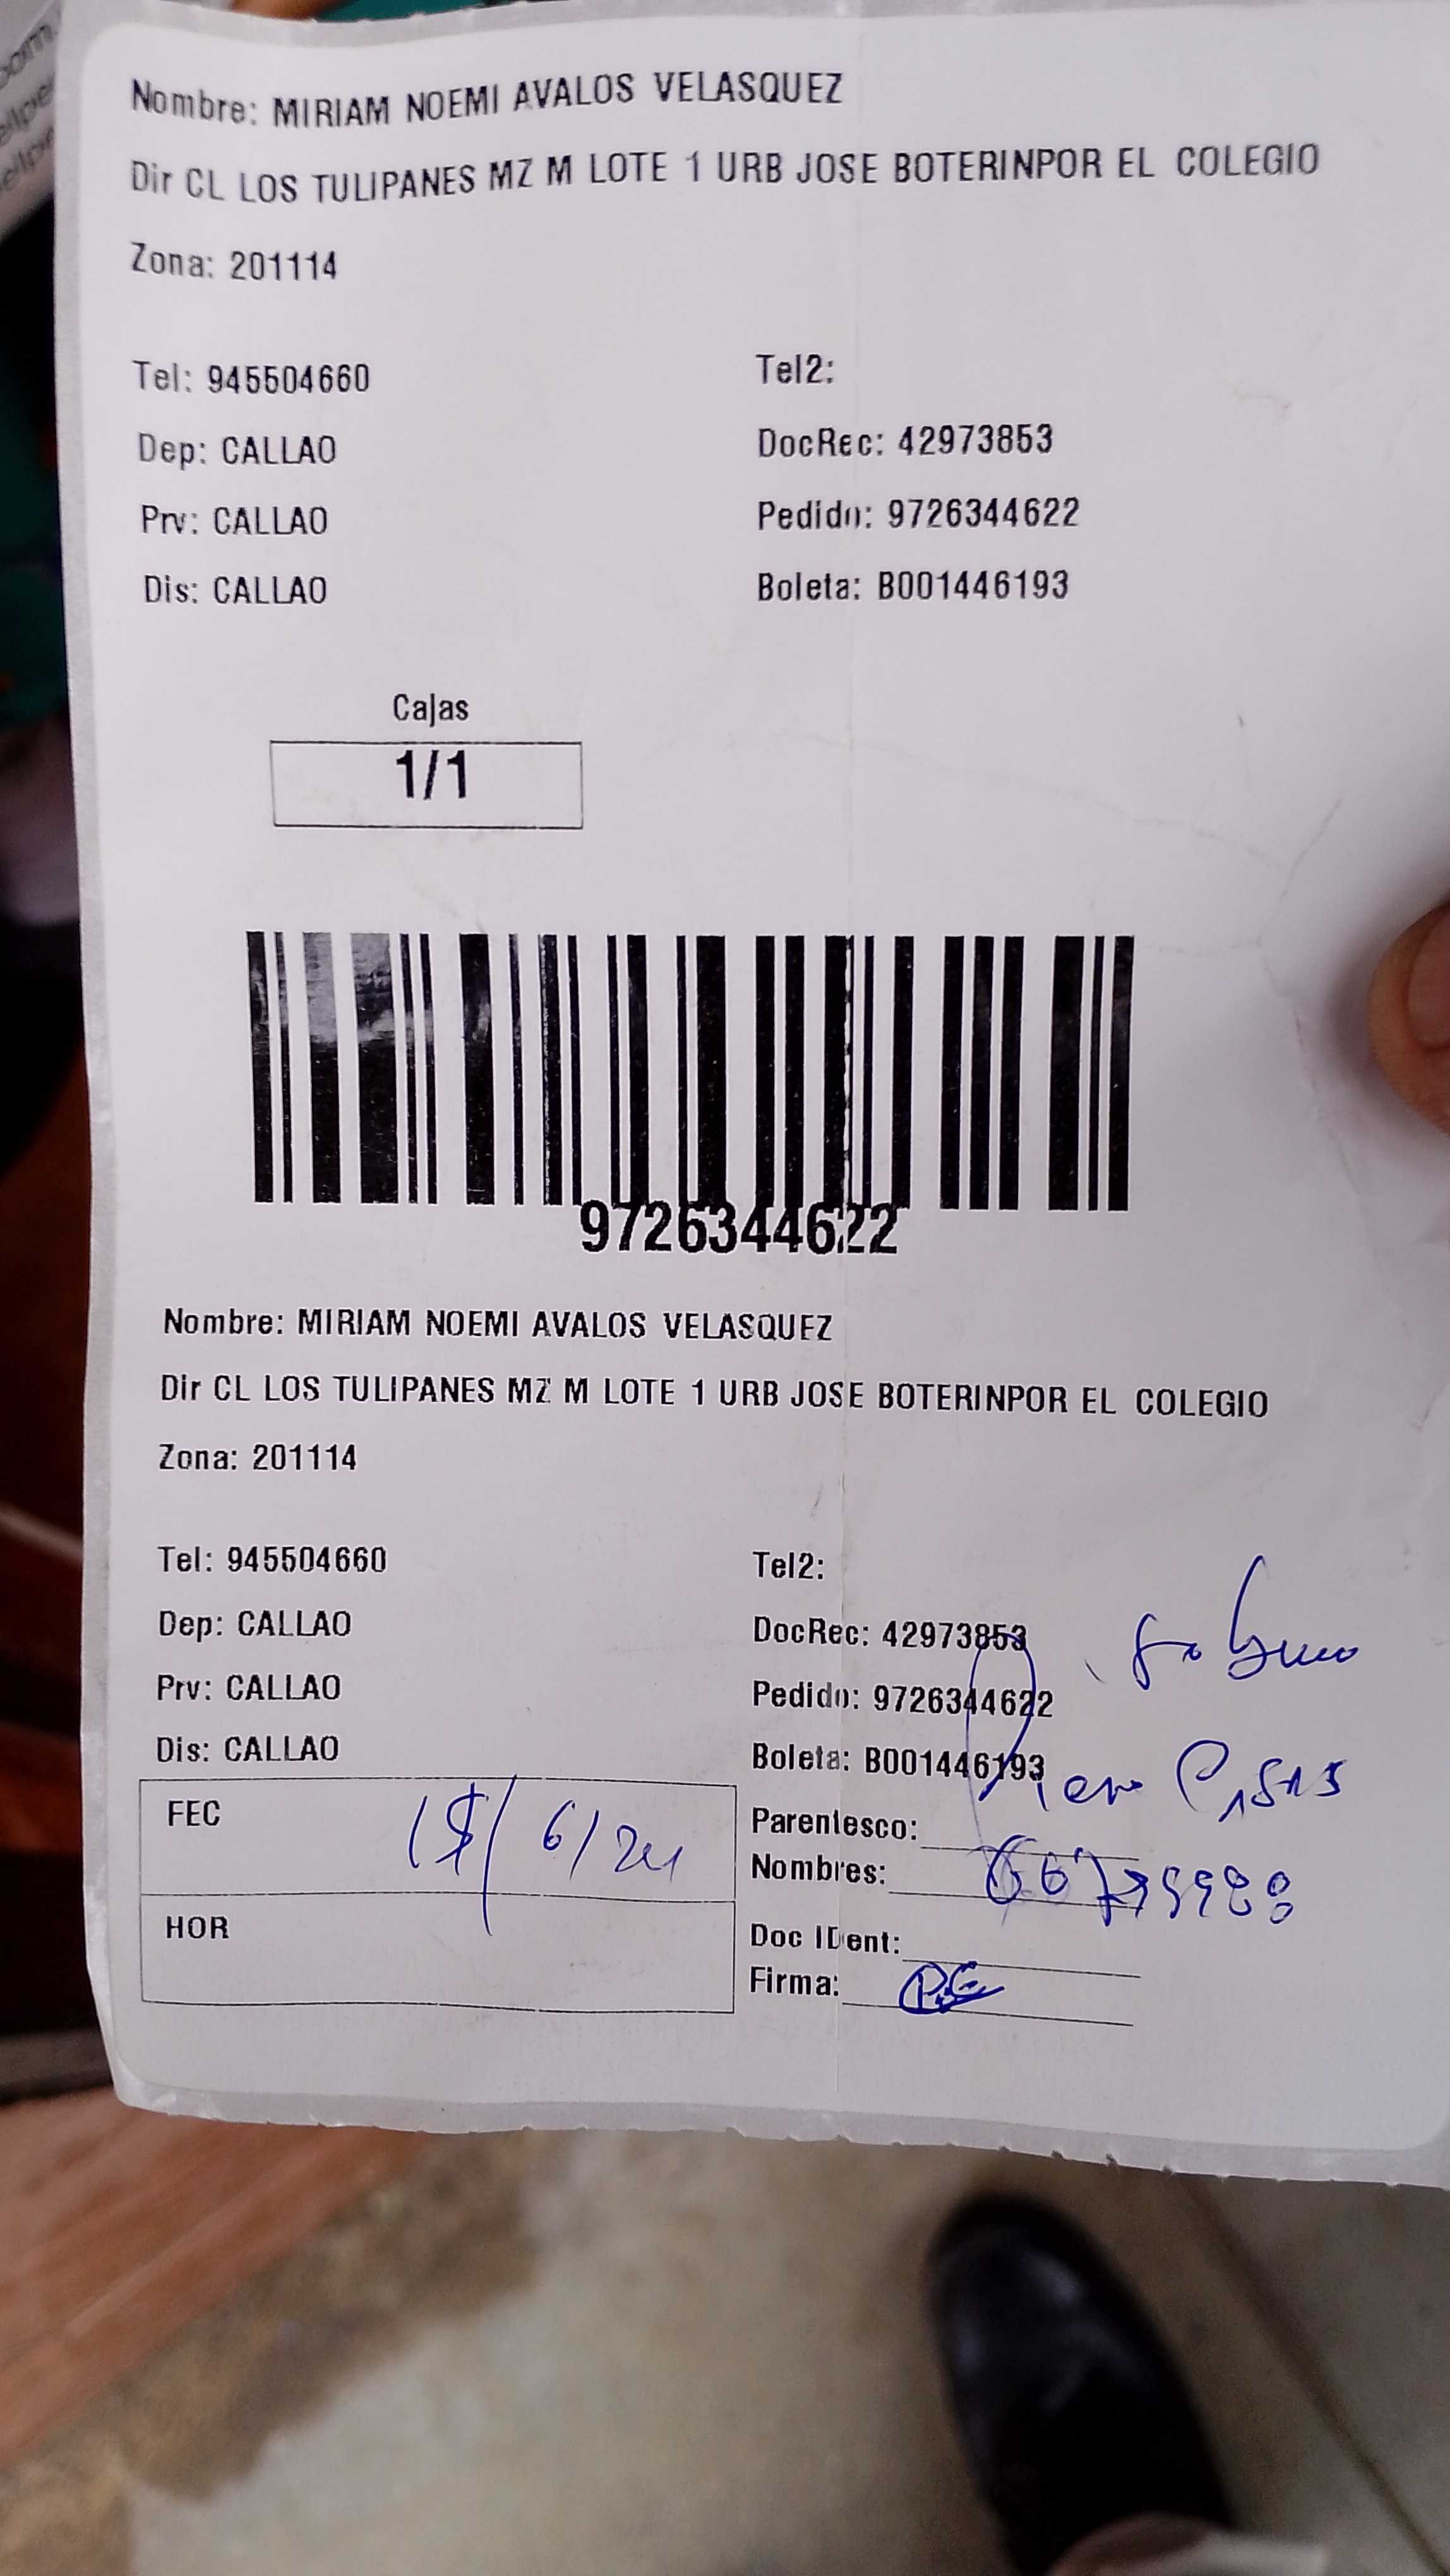 Nombre: MIRIAM NOEMI AVALOS VELASQUEZ
Dir CL LOS TULIPANES MZ M LOTE 1 URB JOSE BOTERINPOR EL COLEGIO
Zona: 201114
Tel: 945504660 Tel2:
Dep: CALLAO DocRec: 42973853
Prv: CALLAO Pedido: 9726344622
Dis: CALLAO Boleta: B001446193
Cajas
1/1
9726344622
Nombre: MIRIAM NOEMI AVALOS VELASQUEZ
Dir CL LOS TULIPANES MZ M LOTE 1 URB JOSE BOTERINPOR EL COLEGIO
Zona: 201114
Tel: 945504660 Tel2:
Dep: CALLAO DocRec: 42973853
Prv: CALLAO Pedido: 9726344622
Dis: CALLAO Boleta: B001446193
FEC
Parentesco:
Nombres:
HOR
Doc IDent:
Firma: